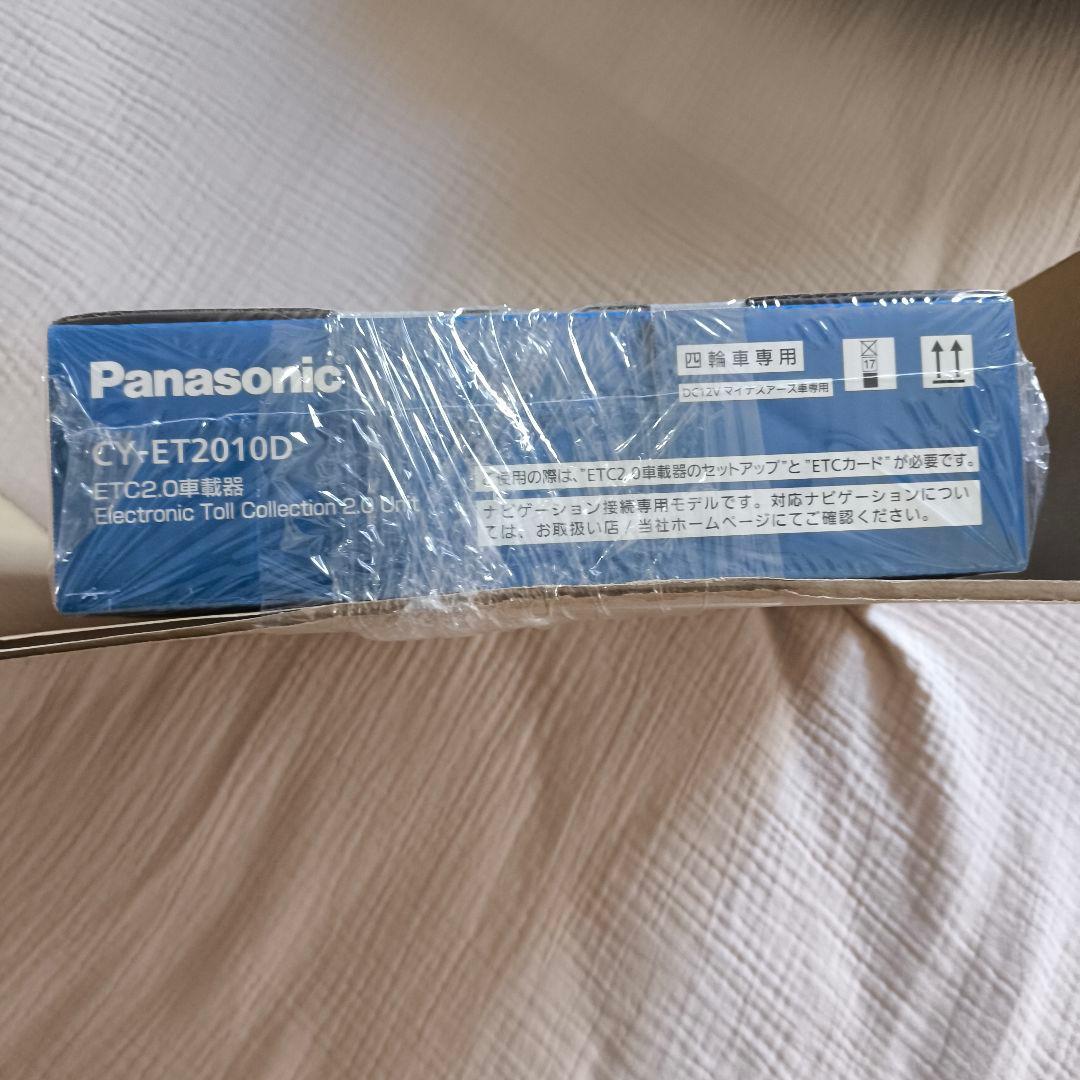 Panasonic
CY-ET2010D
ETC2.0車載器
Electronic Toll Collection 2.0 Unit
四輪車専用
DC12V マイナスアース車専用
17
ご使用の際は、"ETC2.0車載器のセットアップ"と"ETCカード"が必要です。
ナビゲーション接続専用モデルです。対応ナビゲーションについ
ては、お取扱い店/当社ホームページにてご確認ください。